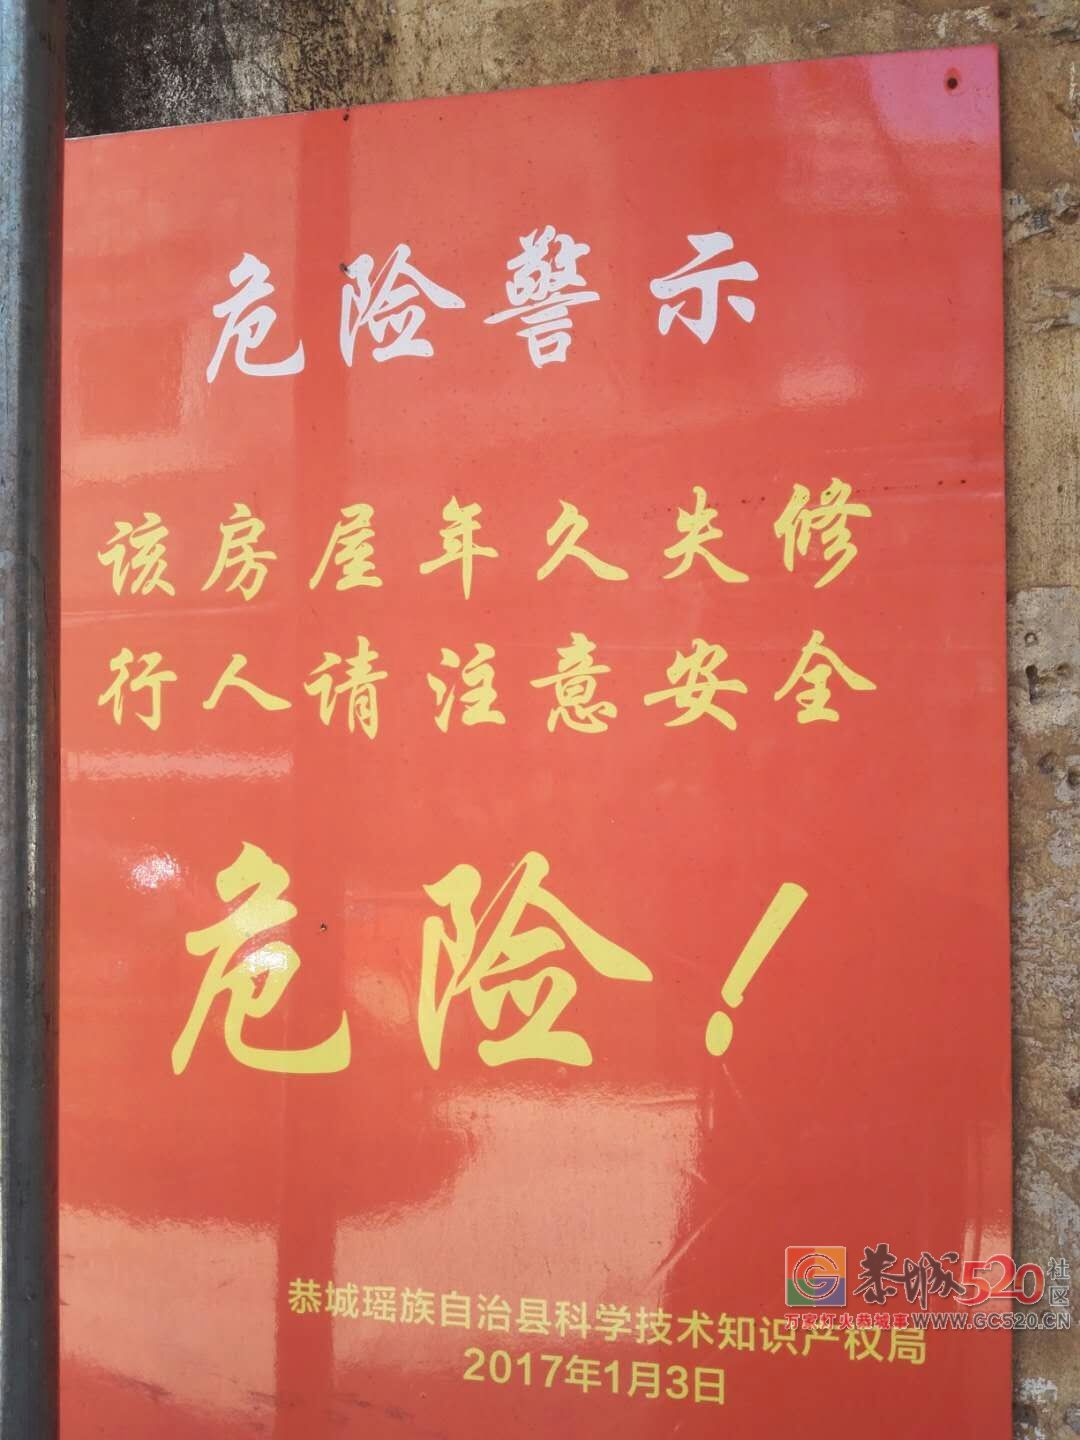 危险警示
该房屋年久失修
行人请注意安全
危险！
恭城瑶族自治县科学技术知识产权局
2017年1月3日
恭城520社区
万家灯火恭城事 WWW.GC520.CN